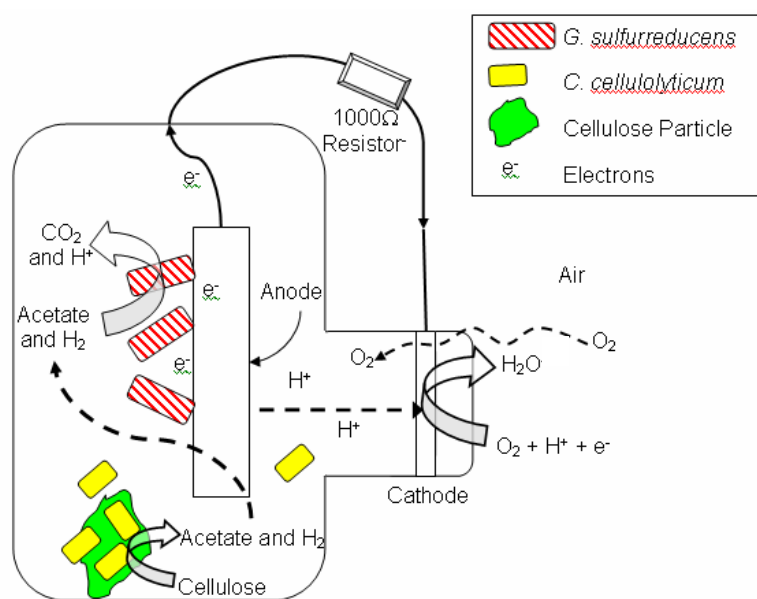 G. sulfurreducens
C. cellulolyticum
Cellulose Particle
e- Electrons
1000Ω
Resistor-
e-
CO2
and H+
Acetate
and H2
e-
e-
Anode
Air
O2
O2
H2O
H+
H+
O2 + H+ + e-
Cathode
Acetate and H2
Cellulose